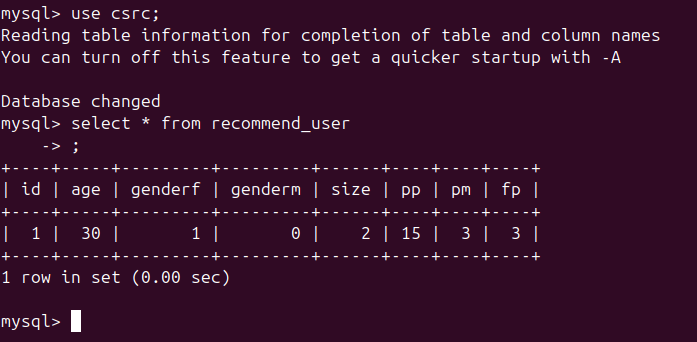 mysql> use csrc;
Reading table information for completion of table and column names
You can turn off this feature to get a quicker startup with -A

Database changed
mysql> select * from recommend_user
    -> ;
+----+-----+---------+---------+------+----+----+----+
| id | age | genderf | genderm | size | pp | pm | fp |
+----+-----+---------+---------+------+----+----+----+
|  1 |  30 |       1 |       0 |    2 | 15 |  3 |  3 |
+----+-----+---------+---------+------+----+----+----+
1 row in set (0.00 sec)

mysql>